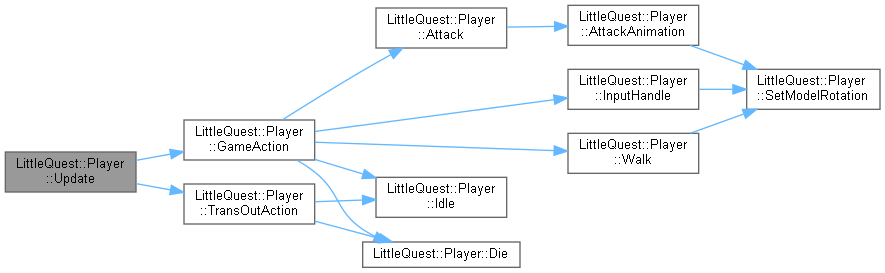 LittleQuest::Player
::Update
LittleQuest::Player
::GameAction
LittleQuest::Player
::TransOutAction
LittleQuest::Player
::Attack
LittleQuest::Player
::Idle
LittleQuest::Player::Die
LittleQuest::Player
::AttackAnimation
LittleQuest::Player
::InputHandle
LittleQuest::Player
::Walk
LittleQuest::Player
::SetModelRotation